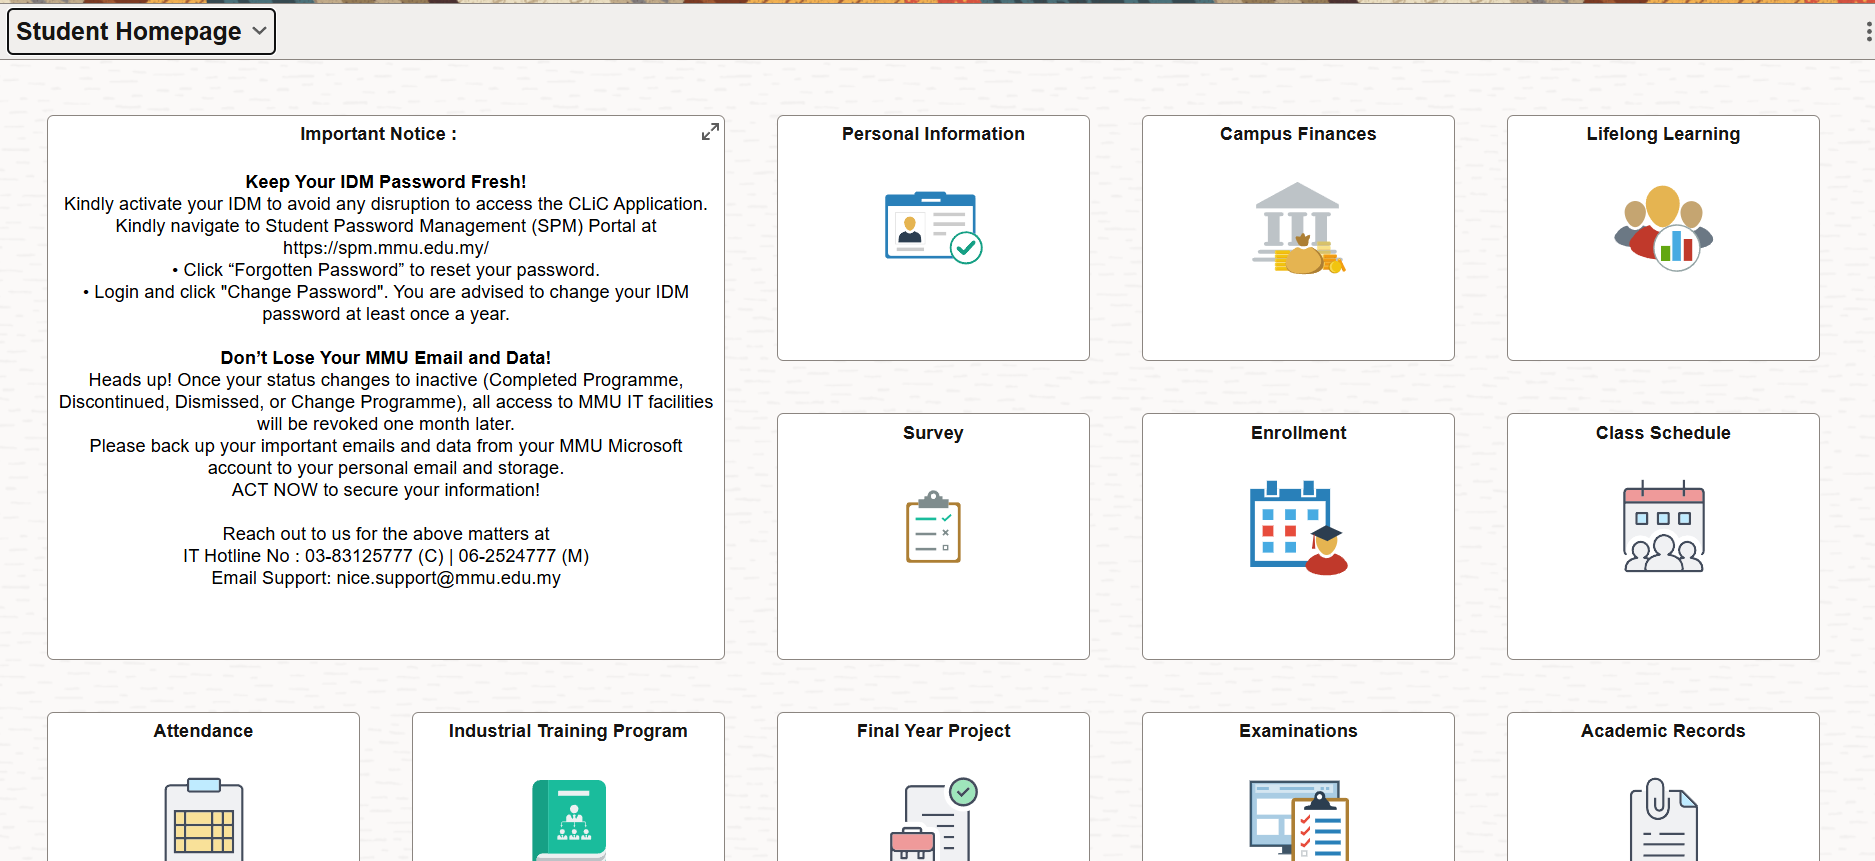 Student Homepage
Important Notice :
Keep Your IDM Password Fresh!
Kindly activate your IDM to avoid any disruption to access the CLiC Application.
Kindly navigate to Student Password Management (SPM) Portal at
https://spm.mmu.edu.my/
• Click “Forgotten Password” to reset your password.
• Login and click "Change Password". You are advised to change your IDM
password at least once a year.
Don’t Lose Your MMU Email and Data!
Heads up! Once your status changes to inactive (Completed Programme,
Discontinued, Dismissed, or Change Programme), all access to MMU IT facilities
will be revoked one month later.
Please back up your important emails and data from your MMU Microsoft
account to your personal email and storage.
ACT NOW to secure your information!
Reach out to us for the above matters at
IT Hotline No : 03-83125777 (C) | 06-2524777 (M)
Email Support: nice.support@mmu.edu.my
Personal Information
Campus Finances
Lifelong Learning
Survey
Enrollment
Class Schedule
Attendance
Industrial Training Program
Final Year Project
Examinations
Academic Records